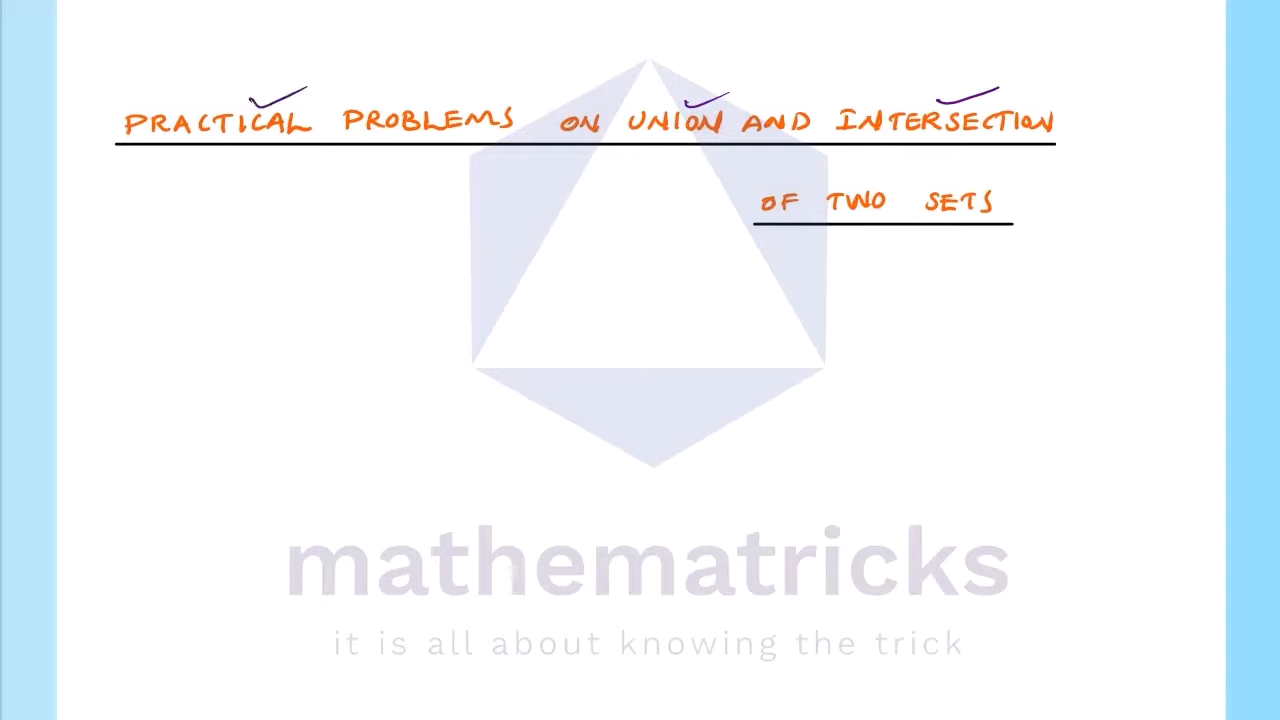 PRACTICAL PROBLEMS ON UNION AND INTERSECTION
OF TWO SETS
mathematricks
it is all about knowing the trick